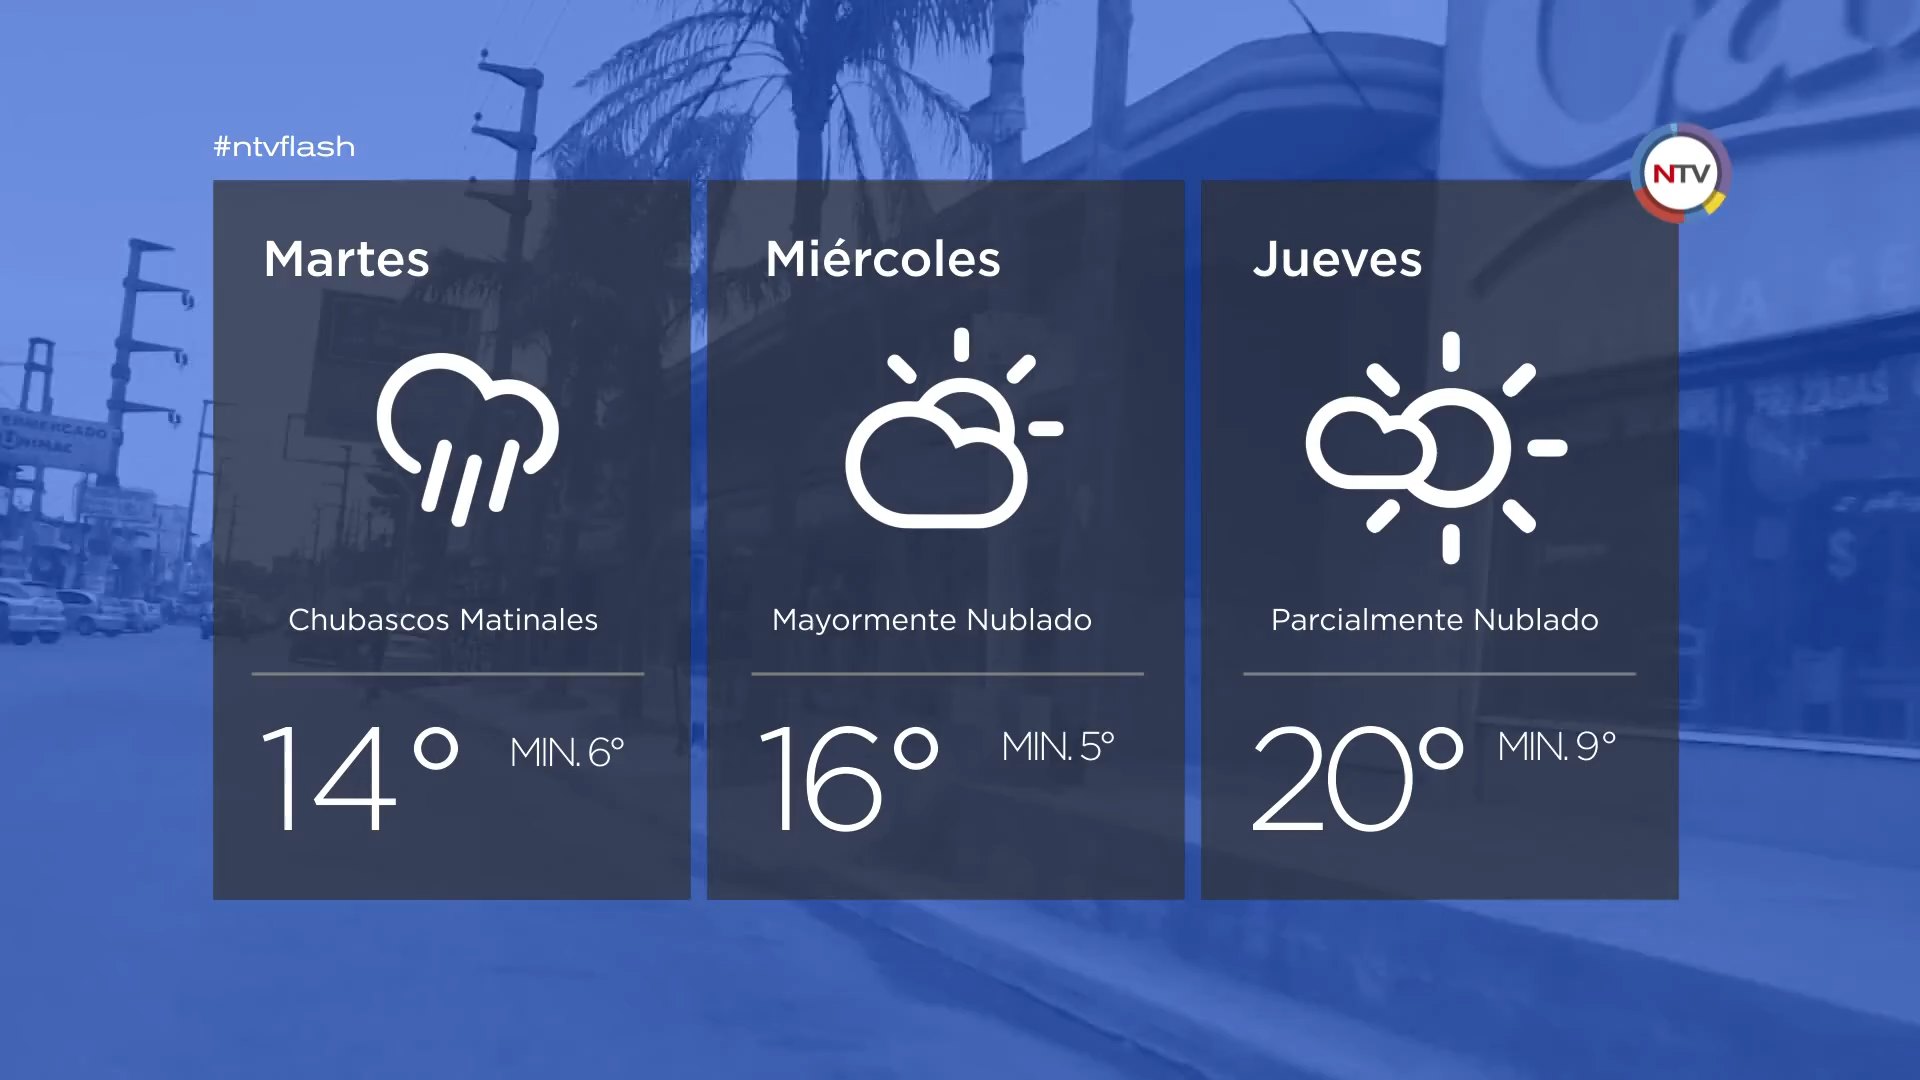 #ntvflash
NTV
Martes
Chubascos Matinales
14° MIN. 6°
Miércoles
Mayormente Nublado
16° MIN. 5°
Jueves
Parcialmente Nublado
20° MIN. 9°